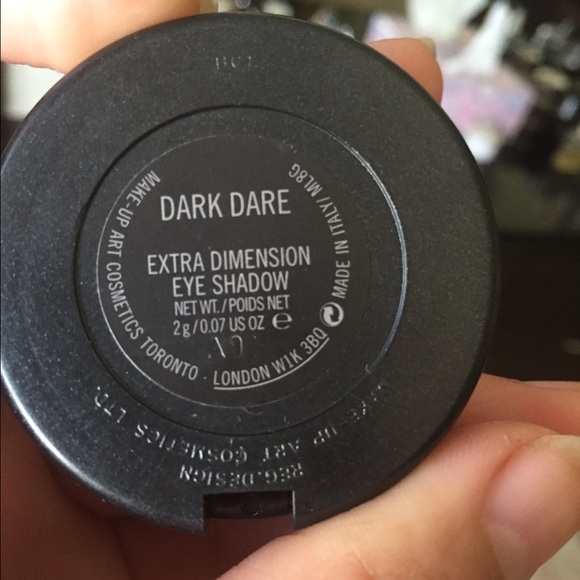 DARK DARE
EXTRA DIMENSION
EYE SHADOW
NET WT./POIDS NET
2 g/0.07 US OZ ℮
MAKE-UP ART COSMETICS TORONTO · LONDON W1K 3BQ
MADE IN ITALY/ ML8G
MAKE-UP ART COSMETICS LTD.
REG.DESIGN